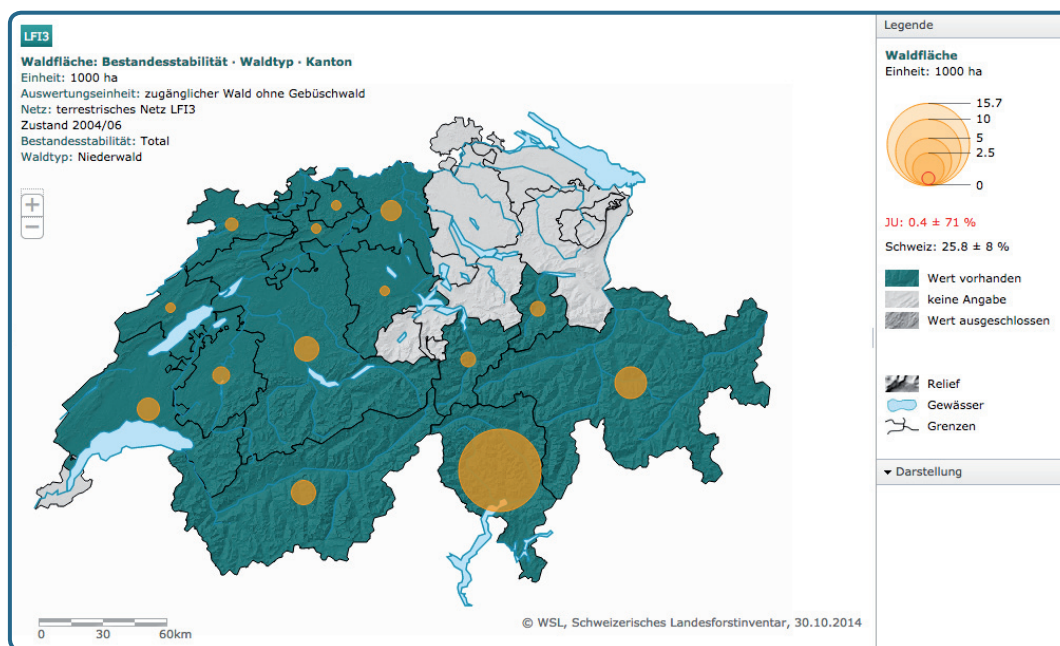 LFI3
Waldfläche: Bestandesstabilität · Waldtyp · Kanton
Einheit: 1000 ha
Auswertungseinheit: zugänglicher Wald ohne Gebüschwald
Netz: terrestrisches Netz LFI3
Zustand 2004/06
Bestandesstabilität: Total
Waldtyp: Niederwald
+
−
0 30 60km
© WSL, Schweizerisches Landesforstinventar, 30.10.2014
Legende
Waldfläche
Einheit: 1000 ha
15.7
10
5
2.5
0
JU: 0.4 ± 71 %
Schweiz: 25.8 ± 8 %
Wert vorhanden
keine Angabe
Wert ausgeschlossen
Relief
Gewässer
Grenzen
Darstellung